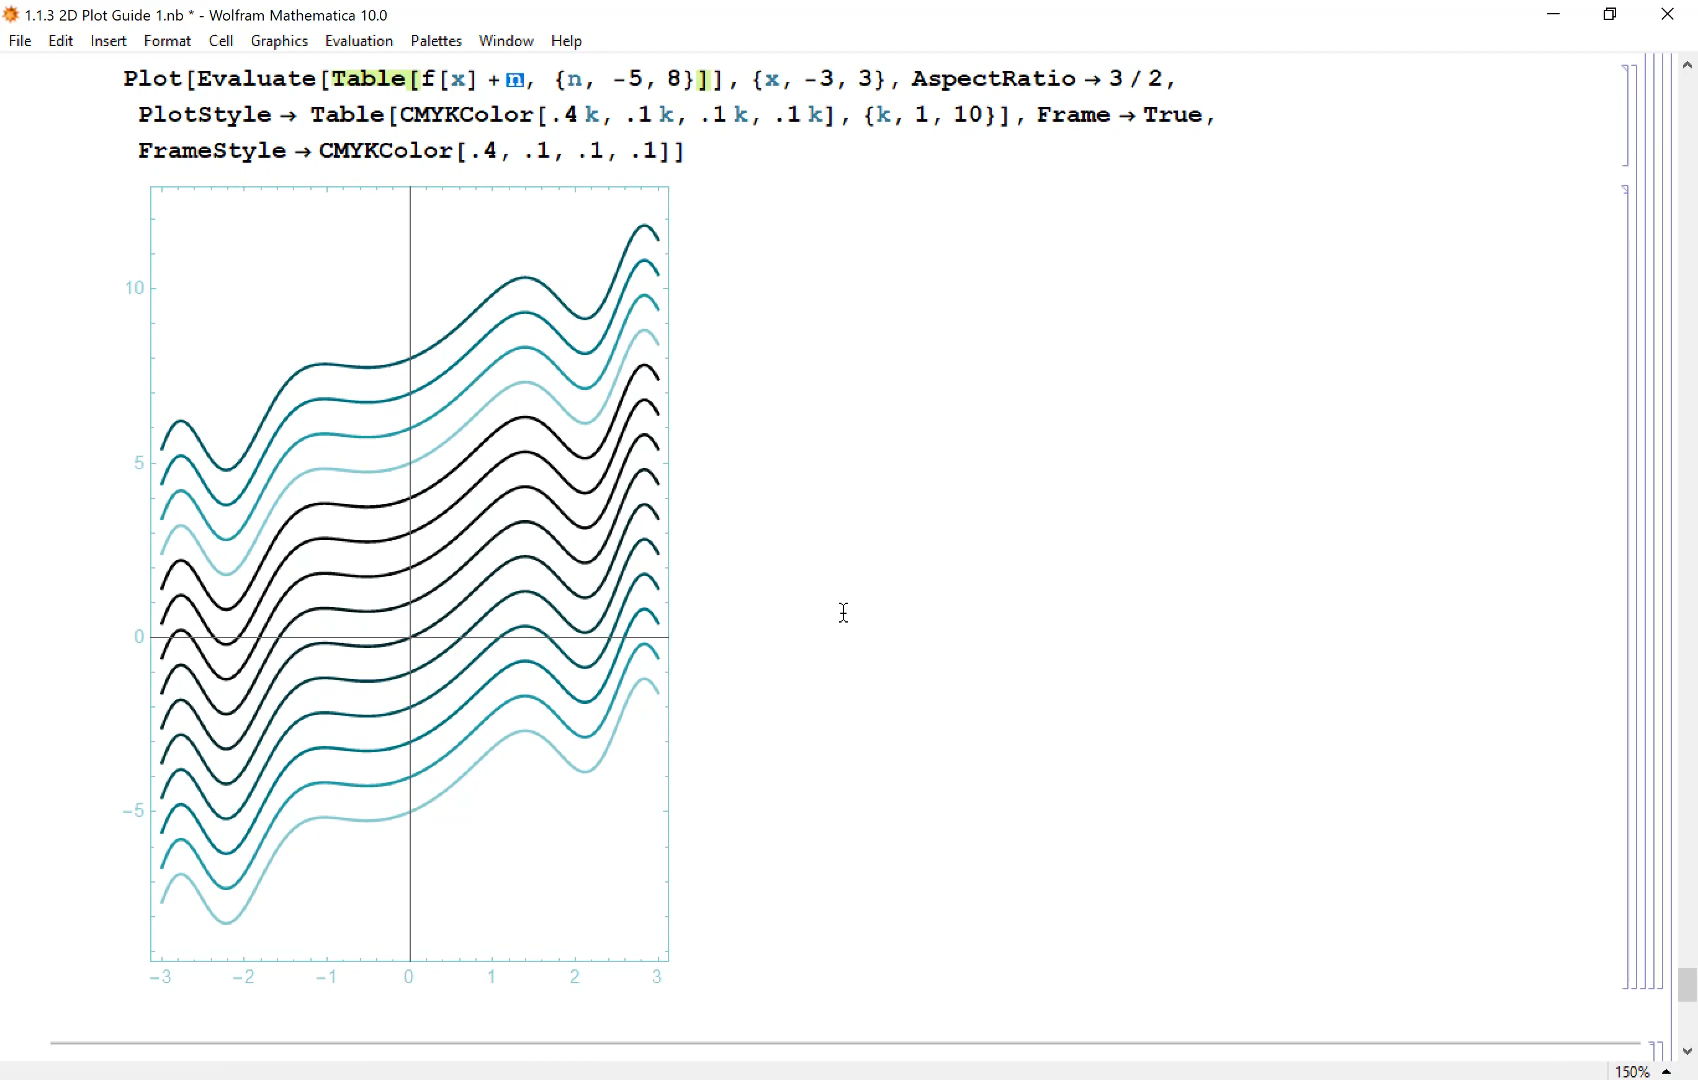 1.1.3 2D Plot Guide 1.nb * - Wolfram Mathematica 10.0
File Edit Insert Format Cell Graphics Evaluation Palettes Window Help
Plot[Evaluate[Table[f[x] + n, {n, -5, 8}]], {x, -3, 3}, AspectRatio → 3 / 2,
PlotStyle → Table[CMYKColor[.4 k, .1 k, .1 k, .1 k], {k, 1, 10}], Frame → True,
FrameStyle → CMYKColor[.4, .1, .1, .1]]
10
5
0
−5
−3 −2 −1 0 1 2 3
150%